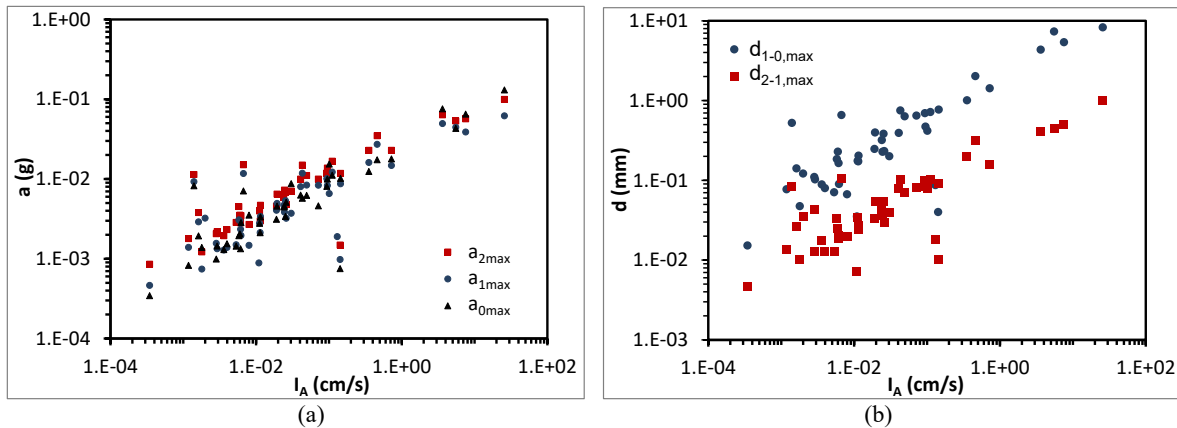 1.E+00
1.E-01
1.E-02
1.E-03
1.E-04
a (g)
a2max
a1max
a0max
1.E-04 1.E-02 1.E+00 1.E+02
IA (cm/s)
(a)
1.E+01
1.E+00
1.E-01
1.E-02
1.E-03
d (mm)
d1-0,max
d2-1,max
1.E-04 1.E-02 1.E+00 1.E+02
IA (cm/s)
(b)